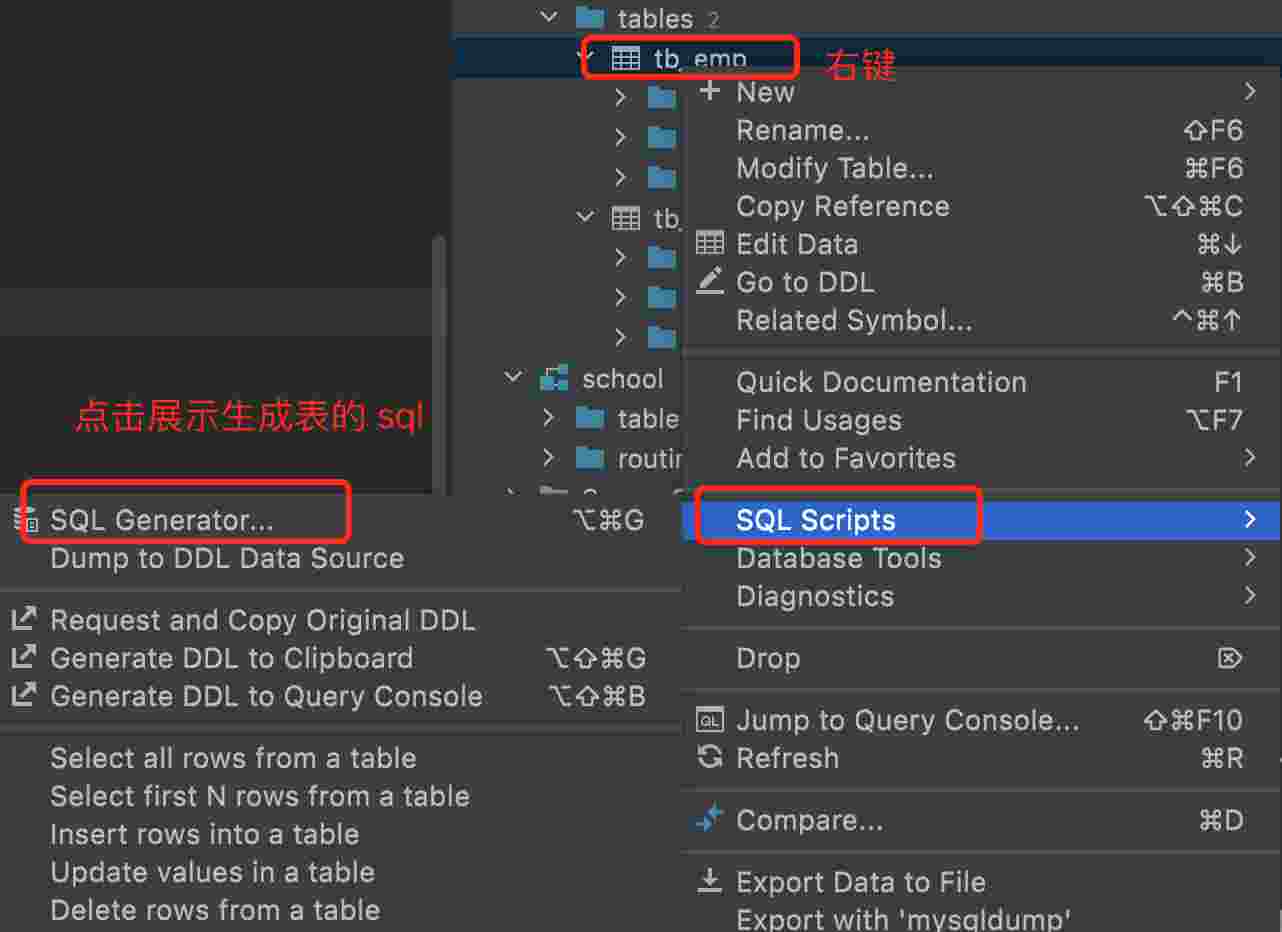 tables 2
tb_emp
右键
New
Rename... ⇧F6
Modify Table... ⌘F6
Copy Reference ⌥⇧⌘C
tb_
Edit Data ⌘↓
Go to DDL ⌘B
Related Symbol... ^⌘↑
school
table
routin
Quick Documentation F1
Find Usages ⌥F7
Add to Favorites
SQL Scripts
Database Tools
Diagnostics
Drop ⌦
Jump to Query Console... ⇧⌘F10
Refresh ⌘R
Compare... ⌘D
Export Data to File
Export with 'mysqldump'
点击展示生成表的 sql
SQL Generator... ⌥⌘G
Dump to DDL Data Source
Request and Copy Original DDL
Generate DDL to Clipboard ⌥⇧⌘G
Generate DDL to Query Console ⌥⇧⌘B
Select all rows from a table
Select first N rows from a table
Insert rows into a table
Update values in a table
Delete rows from a table